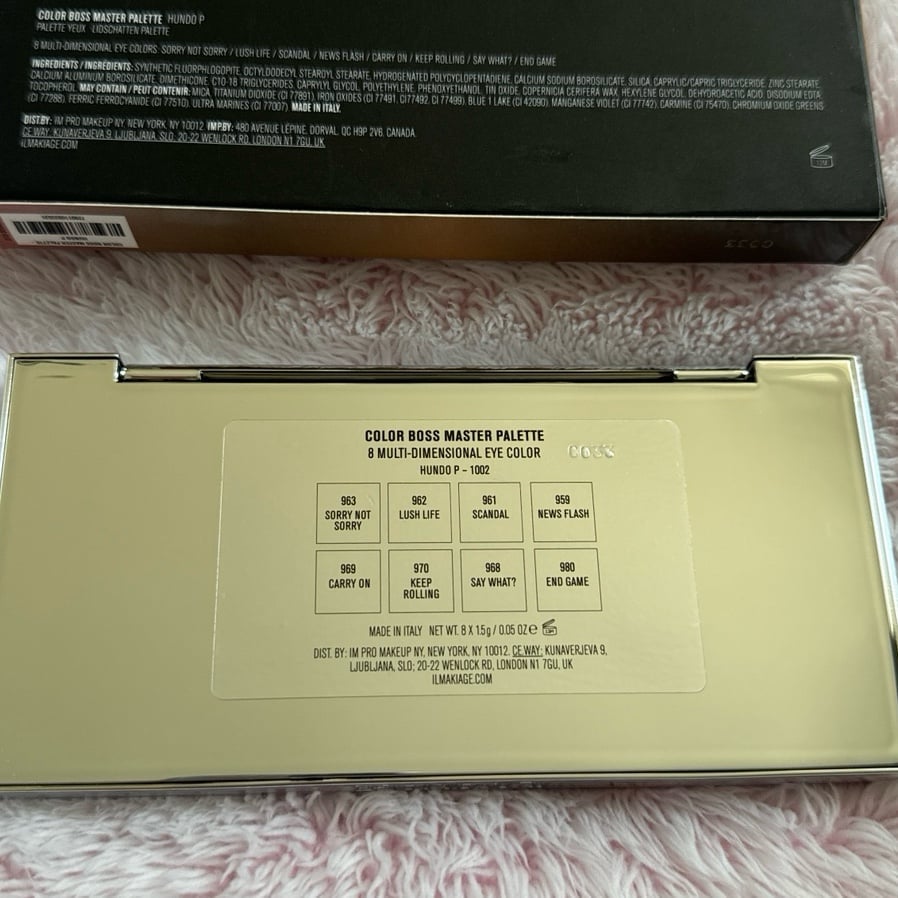 COLOR BOSS MASTER PALETTE HUNDO P
PALETTE YEUX LIDSCHATTEN PALETTE
8 MULTI-DIMENSIONAL EYE COLORS SORRY NOT SORRY / LUSH LIFE / SCANDAL / NEWS FLASH / CARRY ON / KEEP ROLLING / SAY WHAT? / END GAME
INGREDIENTS / INGRÉDIENTS: SYNTHETIC FLUORPHLOGOPITE, OCTYLDODECYL STEAROYL STEARATE, HYDROGENATED POLYCYCLOPENTADIENE, CALCIUM SODIUM BOROSILICATE, SILICA, CAPRYLIC/CAPRIC TRIGLYCERIDE, ZINC STEARATE,
CALCIUM ALUMINUM BOROSILICATE, DIMETHICONE, C10-18 TRIGLYCERIDES, CAPRYLYL GLYCOL, POLYETHYLENE, PHENOXYETHANOL, TIN OXIDE, COPERNICIA CERIFERA WAX, HEXYLENE GLYCOL, DEHYDROACETIC ACID, DISODIUM EDTA,
TOCOPHEROL. MAY CONTAIN / PEUT CONTENIR: MICA, TITANIUM DIOXIDE (CI 77891), IRON OXIDES (CI 77491, CI77492, CI 77499), BLUE 1 LAKE (CI 42090), MANGANESE VIOLET (CI 77742), CARMINE (CI 75470), CHROMIUM OXIDE GREENS
(CI 77288), FERRIC FERROCYANIDE (CI 77510), ULTRA MARINES (CI 77007). MADE IN ITALY.
DIST.BY: IM PRO MAKEUP NY, NEW YORK, NY 10012 IMP.BY: 480 AVENUE LÉPINE, DORVAL, QC H9P 2V6, CANADA.
CE.WAY: KUNAVERJEVA 9, LJUBLJANA, SLO; 20-22 WENLOCK RD, LONDON N1 7GU, UK
ILMAKIAGE.COM
12M
COLOR BOSS MASTER PALETTE
HUNDO P
COLOR BOSS MASTER PALETTE
8 MULTI-DIMENSIONAL EYE COLOR
HUNDO P - 1002
963
SORRY NOT
SORRY
962
LUSH LIFE
961
SCANDAL
959
NEWS FLASH
969
CARRY ON
970
KEEP
ROLLING
968
SAY WHAT?
980
END GAME
MADE IN ITALY NET WT. 8 X 1.5g / 0.05 OZ ℮ 12M
DIST. BY: IM PRO MAKEUP NY, NEW YORK, NY 10012. CE.WAY: KUNAVERJEVA 9,
LJUBLJANA, SLO; 20-22 WENLOCK RD, LONDON N1 7GU, UK
ILMAKIAGE.COM